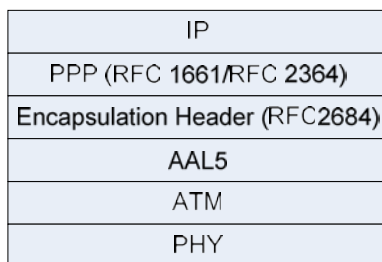 IP
PPP (RFC 1661/RFC 2364)
Encapsulation Header (RFC2684)
AAL5
ATM
PHY